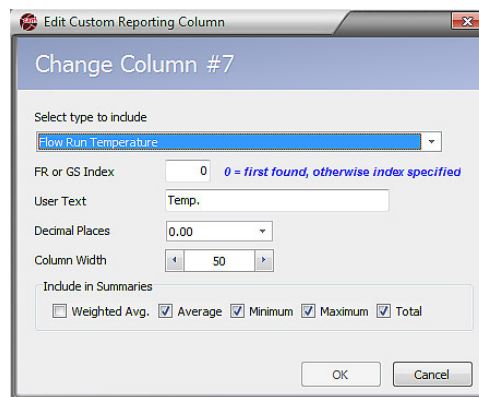 Edit Custom Reporting Column
Change Column #7
Select type to include
Flow Run Temperature
FR or GS Index 0 0 = first found, otherwise index specified
User Text Temp.
Decimal Places 0.00
Column Width 50
Include in Summaries
Weighted Avg. Average Minimum Maximum Total
OK Cancel